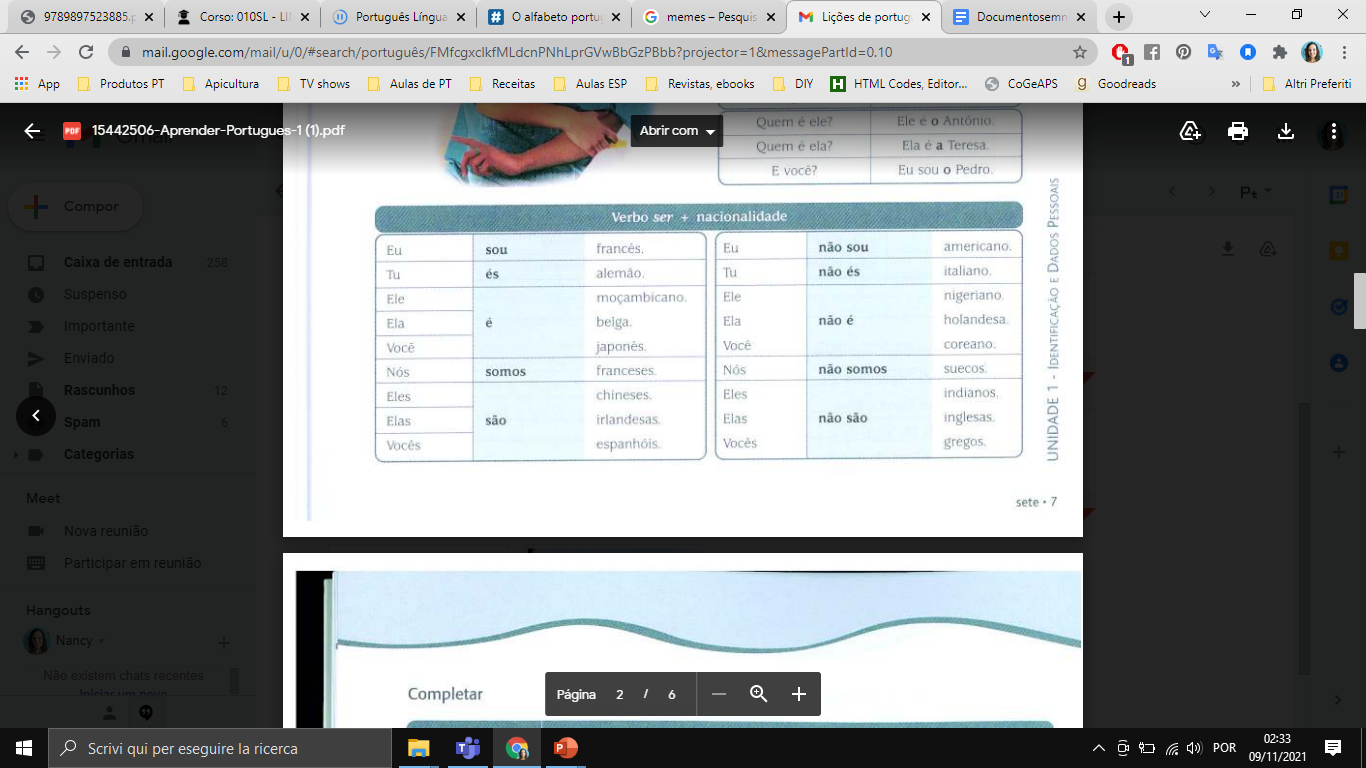 9789897523885.p
Corso: 010SL - LI
Português Língua
O alfabeto portu
memes – Pesquis
Lições de portug
Documentosemn
mail.google.com/mail/u/0/#search/português/FMfcgxclkfMLdcnPNhLprGVwBbGzPBbb?projector=1&messagePartId=0.10
1
App
Produtos PT
Apicultura
TV shows
Aulas de PT
Receitas
Aulas ESP
Revistas, ebooks
DIY
HTML Codes, Editor...
CoGeAPS
Goodreads
»
Altri Preferiti
PDF 15442506-Aprender-Portugues-1 (1).pdf
Abrir com
Compor
Caixa de entrada 258
Suspenso
Importante
Enviado
Rascunhos 12
Spam 6
Categorias
Meet
Nova reunião
Participar em reunião
Hangouts
Nancy
Não existem chats recentes
Iniciar um novo
Pt
Quem é ele? Ele é o António.
Quem é ela? Ela é a Teresa.
E você? Eu sou o Pedro.
Verbo ser + nacionalidade
Eu sou francês.
Tu és alemão.
Ele moçambicano.
Ela é belga.
Você japonês.
Nós somos franceses.
Eles chineses.
Elas são irlandesas.
Vocês espanhóis.
Eu não sou americano.
Tu não és italiano.
Ele nigeriano.
Ela não é holandesa.
Você coreano.
Nós não somos suecos.
Eles indianos.
Elas não são inglesas.
Vocês gregos.
UNIDADE 1 - IDENTIFICAÇÃO E DADOS PESSOAIS
sete • 7
Completar
Página 2 / 6
Scrivi qui per eseguire la ricerca
POR
02:33
09/11/2021